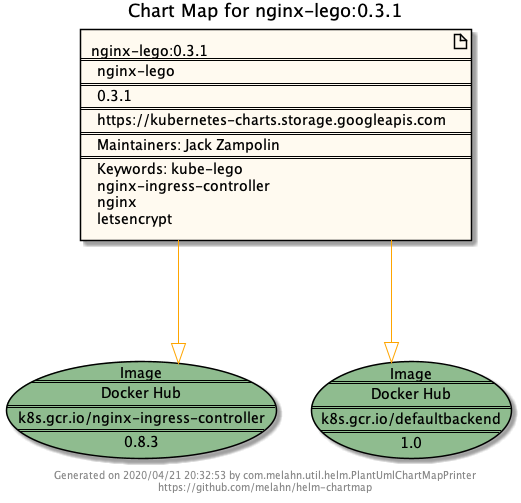 Chart Map for nginx-lego:0.3.1
nginx-lego:0.3.1
nginx-lego
0.3.1
https://kubernetes-charts.storage.googleapis.com
Maintainers: Jack Zampolin
Keywords: kube-lego
nginx-ingress-controller
nginx
letsencrypt
Image
Docker Hub
k8s.gcr.io/nginx-ingress-controller
0.8.3
Image
Docker Hub
k8s.gcr.io/defaultbackend
1.0
Generated on 2020/04/21 20:32:53 by com.melahn.util.helm.PlantUmlChartMapPrinter
https://github.com/melahn/helm-chartmap